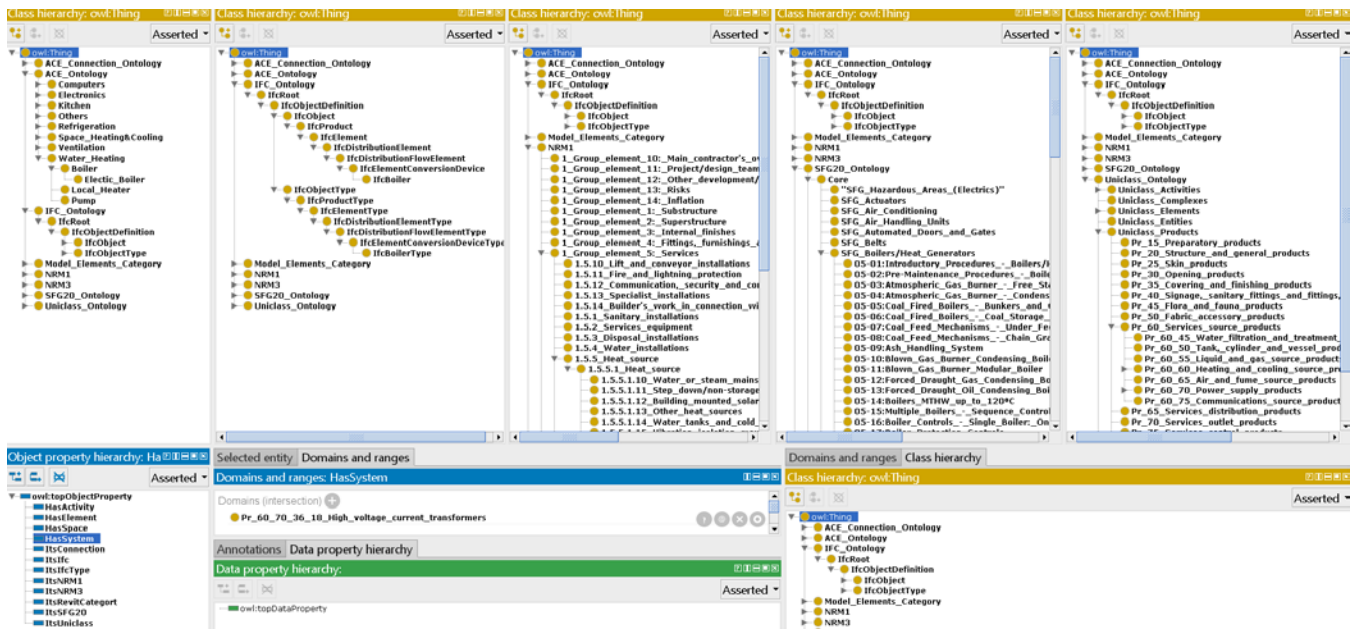 Class hierarchy: owl:Thing
Asserted
owl:Thing
ACE_Connection_Ontology
ACE_Ontology
Computers
Electronics
Kitchen
Others
Refrigeration
Space_Heating&Cooling
Ventilation
Water_Heating
Boiler
Electic_Boiler
Local_Heater
Pump
IFC_Ontology
IfcRoot
IfcObjectDefinition
IfcObject
IfcObjectType
Model_Elements_Category
NRM1
NRM3
SFG20_Ontology
Uniclass_Ontology
Class hierarchy: owl:Thing
Asserted
owl:Thing
ACE_Connection_Ontology
ACE_Ontology
IFC_Ontology
IfcRoot
IfcObjectDefinition
IfcObject
IfcProduct
IfcElement
IfcDistributionElement
IfcDistributionFlowElement
IfcElementConversionDevice
IfcBoiler
IfcObjectType
IfcProductType
IfcElementType
IfcDistributionElementType
IfcDistributionFlowElementType
IfcElementConversionDeviceType
IfcBoilerType
Model_Elements_Category
NRM1
NRM3
SFG20_Ontology
Uniclass_Ontology
Class hierarchy: owl:Thing
Asserted
owl:Thing
ACE_Connection_Ontology
ACE_Ontology
IFC_Ontology
IfcRoot
IfcObjectDefinition
IfcObject
IfcObjectType
Model_Elements_Category
NRM1
1_Group_element_10:_Main_contractor's_o
1_Group_element_11:_Project/design_team
1_Group_element_12:_Other_development/
1_Group_element_13:_Risks
1_Group_element_14:_Inflation
1_Group_element_1:_Substructure
1_Group_element_2:_Superstructure
1_Group_element_3:_Internal_finishes
1_Group_element_4:_Fittings,_furnishings_a
1_Group_element_5:_Services
1.5.10_Lift_and_conveyor_installations
1.5.11_Fire_and_lightning_protection
1.5.12_Communication,_security_and_co
1.5.13_Specialist_installations
1.5.14_Builder's_work_in_connection_wi
1.5.1_Sanitary_installations
1.5.2_Services_equipment
1.5.3_Disposal_installations
1.5.4_Water_installations
1.5.5_Heat_source
1.5.5.1_Heat_source
1.5.5.1.10_Water_or_steam_mains
1.5.5.1.11_Step_down/non-storage
1.5.5.1.12_Building_mounted_solar
1.5.5.1.13_Other_heat_sources
1.5.5.1.14_Water_tanks_and_cold_
Class hierarchy: owl:Thing
Asserted
owl:Thing
ACE_Connection_Ontology
ACE_Ontology
IFC_Ontology
IfcRoot
IfcObjectDefinition
IfcObject
IfcObjectType
Model_Elements_Category
NRM1
NRM3
SFG20_Ontology
Core
"SFG_Hazardous_Areas_(Electrics)"
SFG_Actuators
SFG_Air_Conditioning
SFG_Air_Handling_Units
SFG_Automated_Doors_and_Gates
SFG_Belts
SFG_Boilers/Heat_Generators
05-01:Introductory_Procedures_-_Boilers/H
05-02:Pre-Maintenance_Procedures_-_Boile
05-03:Atmospheric_Gas_Burner_-_Free_Sta
05-04:Atmospheric_Gas_Burner_-_Condens
05-05:Coal_Fired_Boilers_-_Bunkers_and_
05-06:Coal_Fired_Boilers_-_Coal_Storage_
05-07:Coal_Feed_Mechanisms_-_Under_Fe
05-08:Coal_Feed_Mechanisms_-_Chain_Gr
05-09:Ash_Handling_System
05-10:Blown_Gas_Burner_Condensing_Boil
05-11:Blown_Gas_Burner_Modular_Boiler
05-12:Forced_Draught_Gas_Condensing_Bo
05-13:Forced_Draught_Oil_Condensing_Boi
05-14:Boilers_MTHW_up_to_120ºC
05-15:Multiple_Boilers_-_Sequence_Control
05-16:Boiler_Controls_-_Single_Boiler:_On
Class hierarchy: owl:Thing
Asserted
owl:Thing
ACE_Connection_Ontology
ACE_Ontology
IFC_Ontology
IfcRoot
IfcObjectDefinition
IfcObject
IfcObjectType
Model_Elements_Category
NRM1
NRM3
SFG20_Ontology
Uniclass_Ontology
Uniclass_Activities
Uniclass_Complexes
Uniclass_Elements
Uniclass_Entities
Uniclass_Products
Pr_15_Preparatory_products
Pr_20_Structure_and_general_products
Pr_25_Skin_products
Pr_30_Opening_products
Pr_35_Covering_and_finishing_products
Pr_40_Signage,_sanitary_fittings_and_fittings,
Pr_45_Flora_and_fauna_products
Pr_50_Fabric_accessory_products
Pr_60_Services_source_products
Pr_60_45_Water_filtration_and_treatment_
Pr_60_50_Tank,_cylinder_and_vessel_prod
Pr_60_55_Liquid_and_gas_source_product
Pr_60_60_Heating_and_cooling_source_pro
Pr_60_65_Air_and_fume_source_products
Pr_60_70_Power_supply_products
Pr_60_75_Communications_source_product
Pr_65_Services_distribution_products
Pr_70_Services_outlet_products
Object property hierarchy: Ha
Asserted
owl:topObjectProperty
HasActivity
HasElement
HasSpace
HasSystem
ItsConnection
ItsIfc
ItsIfcType
ItsNRM1
ItsNRM3
ItsRevitCategort
ItsSFG20
ItsUniclass
Selected entity Domains and ranges
Domains and ranges: HasSystem
Domains (intersection)
Pr_60_70_36_18_High_voltage_current_transformers
Annotations Data property hierarchy
Data property hierarchy:
Asserted
owl:topDataProperty
Domains and ranges Class hierarchy
Class hierarchy: owl:Thing
Asserted
owl:Thing
ACE_Connection_Ontology
ACE_Ontology
IFC_Ontology
IfcRoot
IfcObjectDefinition
IfcObject
IfcObjectType
Model_Elements_Category
NRM1
NRM3